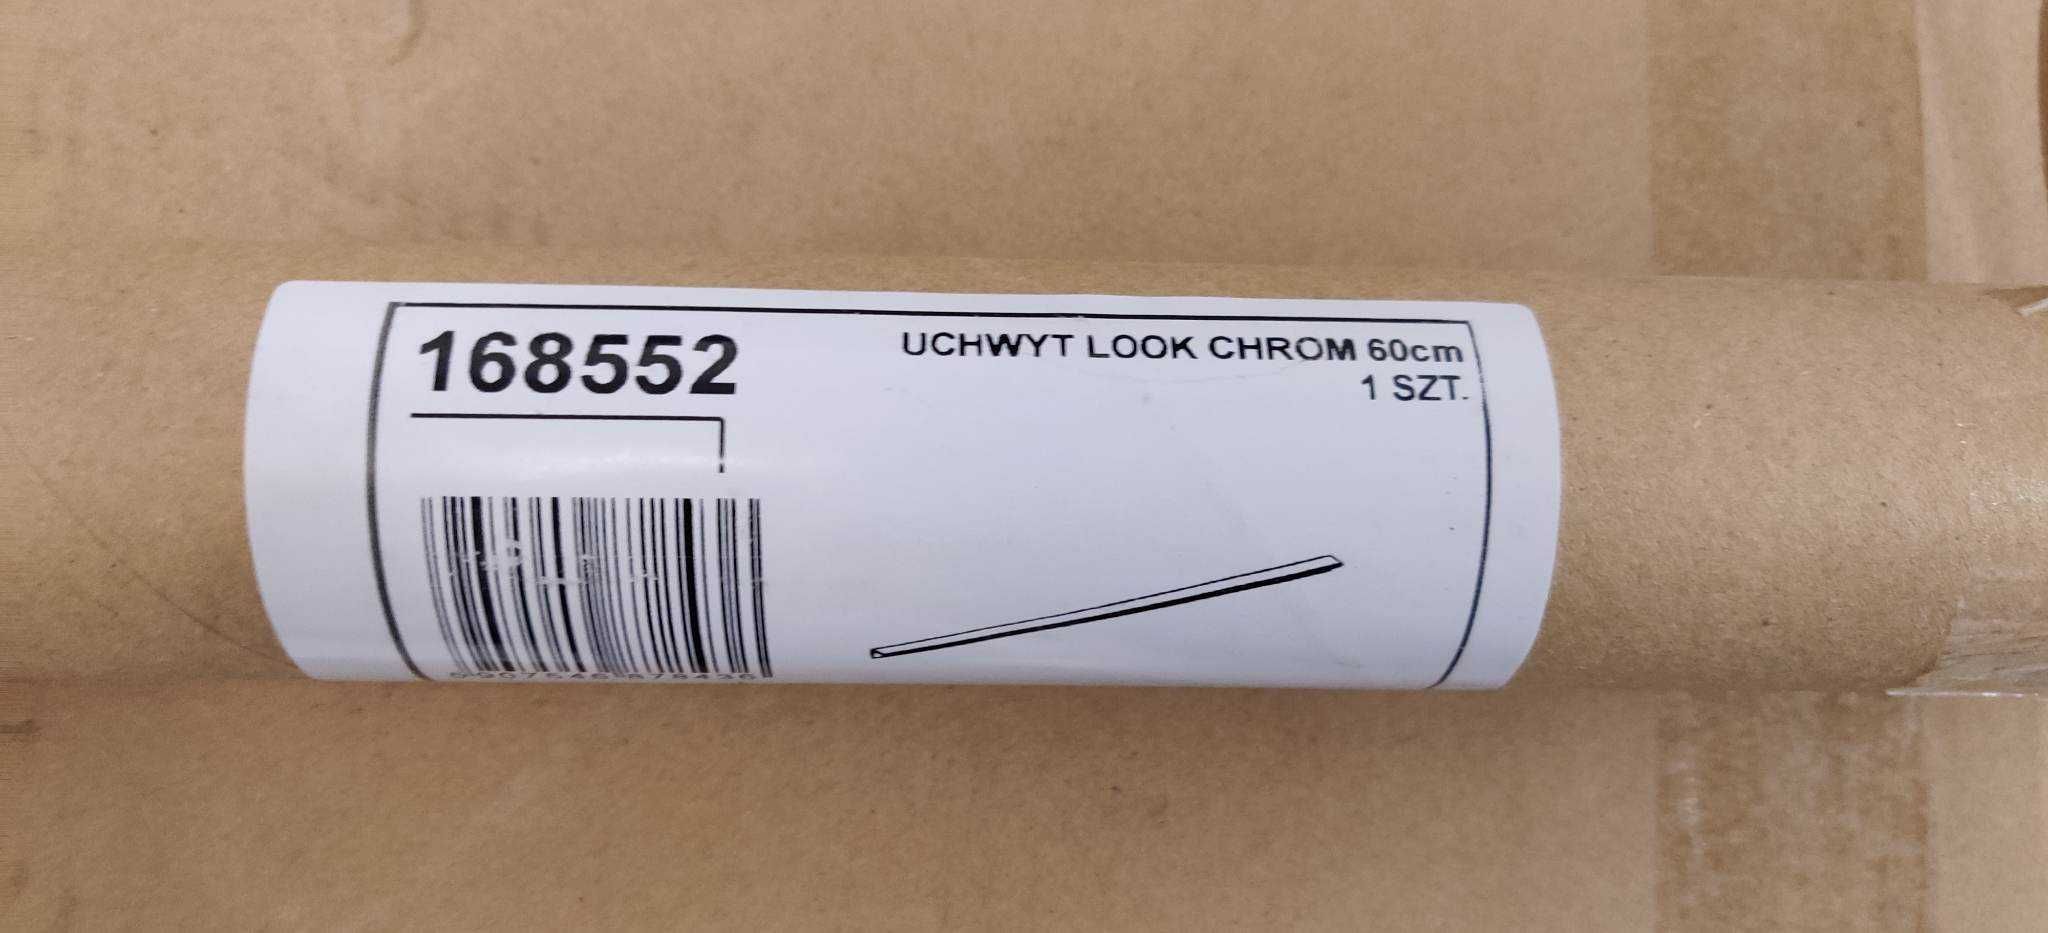 168552
UCHWYT LOOK CHROM 60cm
1 SZT.